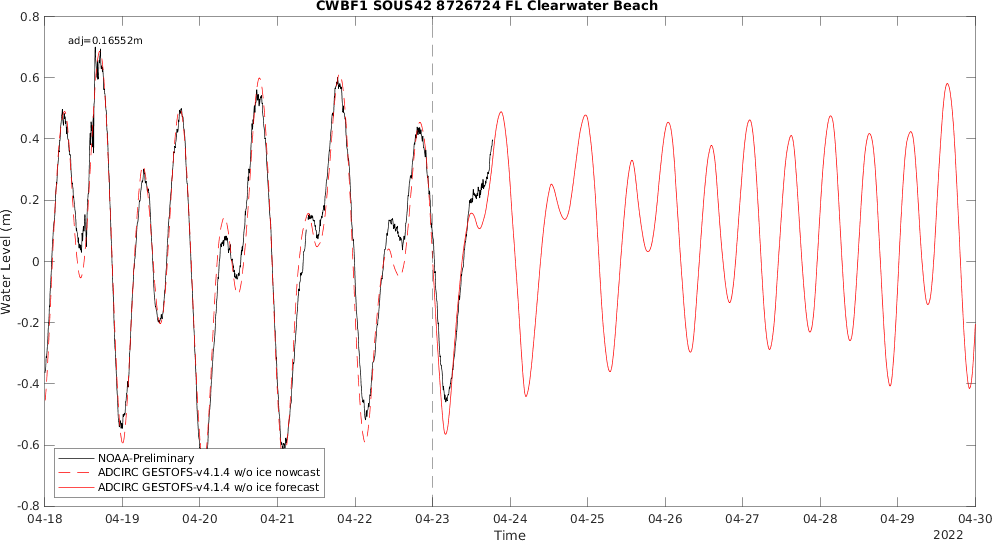 CWBF1 SOUS42 8726724 FL Clearwater Beach
adj=0.16552m
0.8
0.6
0.4
0.2
0
-0.2
-0.4
-0.6
-0.8
Water Level (m)
NOAA-Preliminary
ADCIRC GESTOFS-v4.1.4 w/o ice nowcast
ADCIRC GESTOFS-v4.1.4 w/o ice forecast
04-18 04-19 04-20 04-21 04-22 04-23 04-24 04-25 04-26 04-27 04-28 04-29 04-30
Time
2022